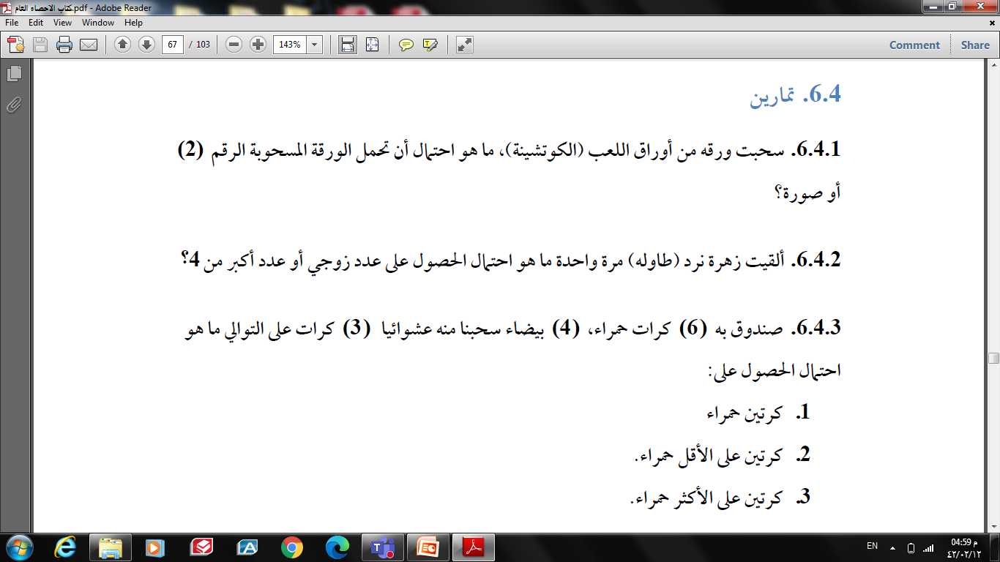 كتاب الاحصاء العام.pdf - Adobe Reader
File Edit View Window Help
67 / 103 143% Comment Share
6.4. تمارين
6.4.1. سحبت ورقه من أوراق اللعب (الكوتشينة)، ما هو احتمال أن تحمل الورقة المسحوبة الرقم (2)
أو صورة؟
6.4.2. ألقيت زهرة نرد (طاوله) مرة واحدة ما هو احتمال الحصول على عدد زوجي أو عدد أكبر من 4؟
6.4.3. صندوق به (6) كرات حمراء، (4) بيضاء سحبنا منه عشوائيا (3) كرات على التوالي ما هو
احتمال الحصول على:
1. كرتين حمراء
2. كرتين على الأقل حمراء.
3. كرتين على الأكثر حمراء.
EN 04:59 م
٤٢/٠٢/١٢